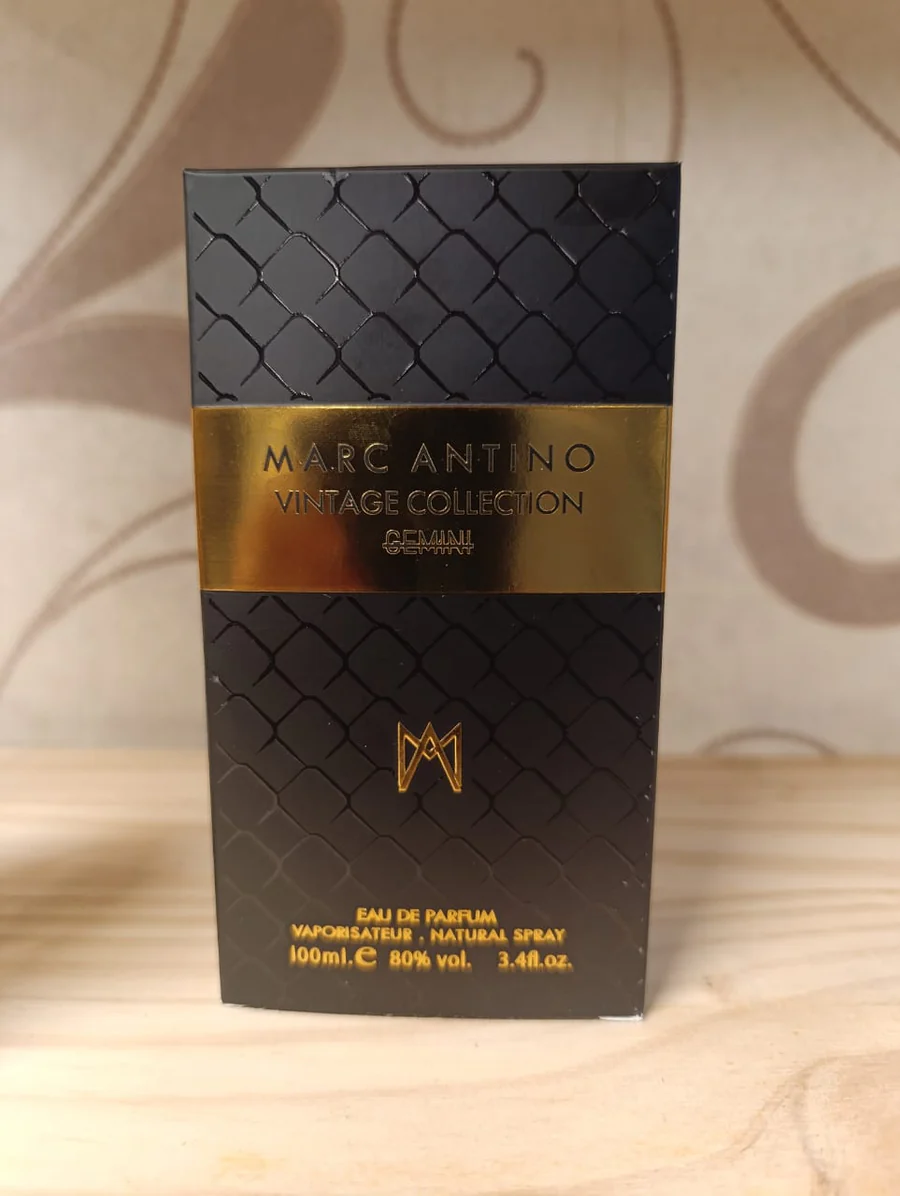 MARC ANTINO
VINTAGE COLLECTION
GEMINI
EAU DE PARFUM
VAPORISATEUR . NATURAL SPRAY
100ml.e 80% vol. 3.4fl.oz.